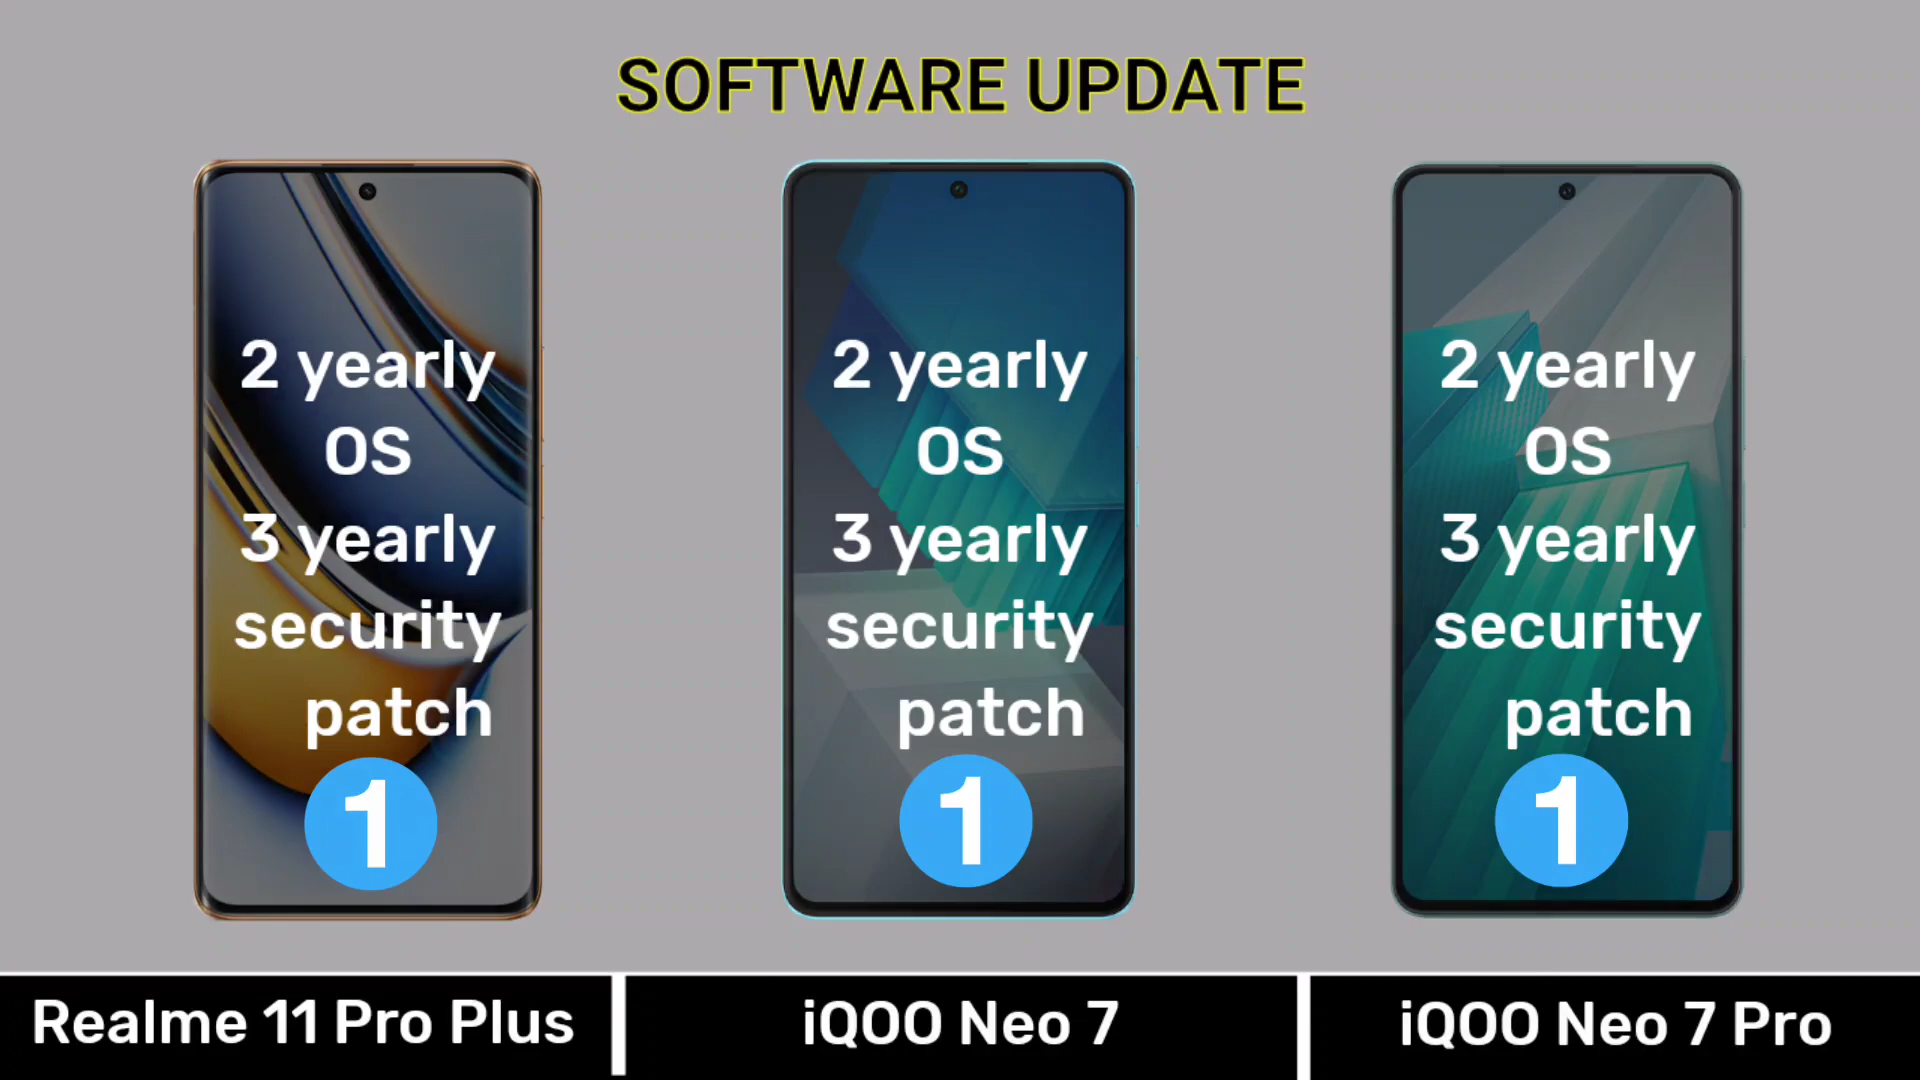 SOFTWARE UPDATE
2 yearly
OS
3 yearly
security
patch
1
2 yearly
OS
3 yearly
security
patch
1
2 yearly
OS
3 yearly
security
patch
1
Realme 11 Pro Plus
iQOO Neo 7
iQOO Neo 7 Pro